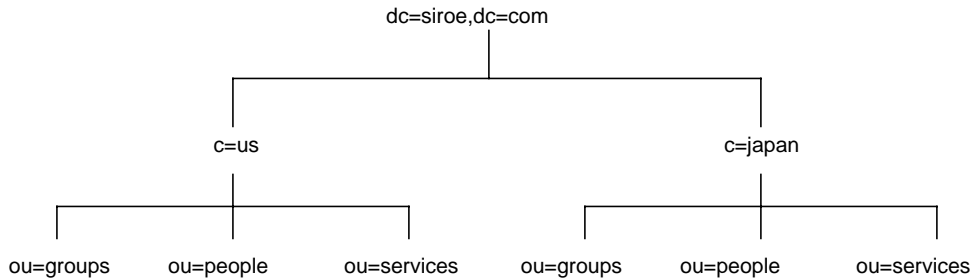 dc=siroe,dc=com
c=us
c=japan
ou=groups
ou=people
ou=services
ou=groups
ou=people
ou=services